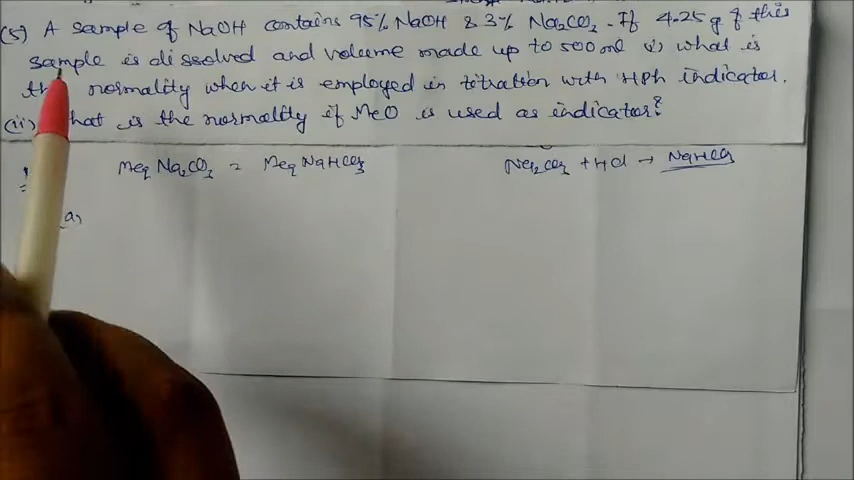 (5) A sample of NaOH contains 95% NaOH & 3% Na2CO3. If 4.25 g of this
sample is dissolved and volume made up to 500 ml i) what is
normality when it is employed in titration with HPh indicator.
(ii) what is the normality if MeO is used as indicator?
Meq Na2CO3 = Meq NaHCO3 Na2CO3 + HCl → NaHCO3
a)